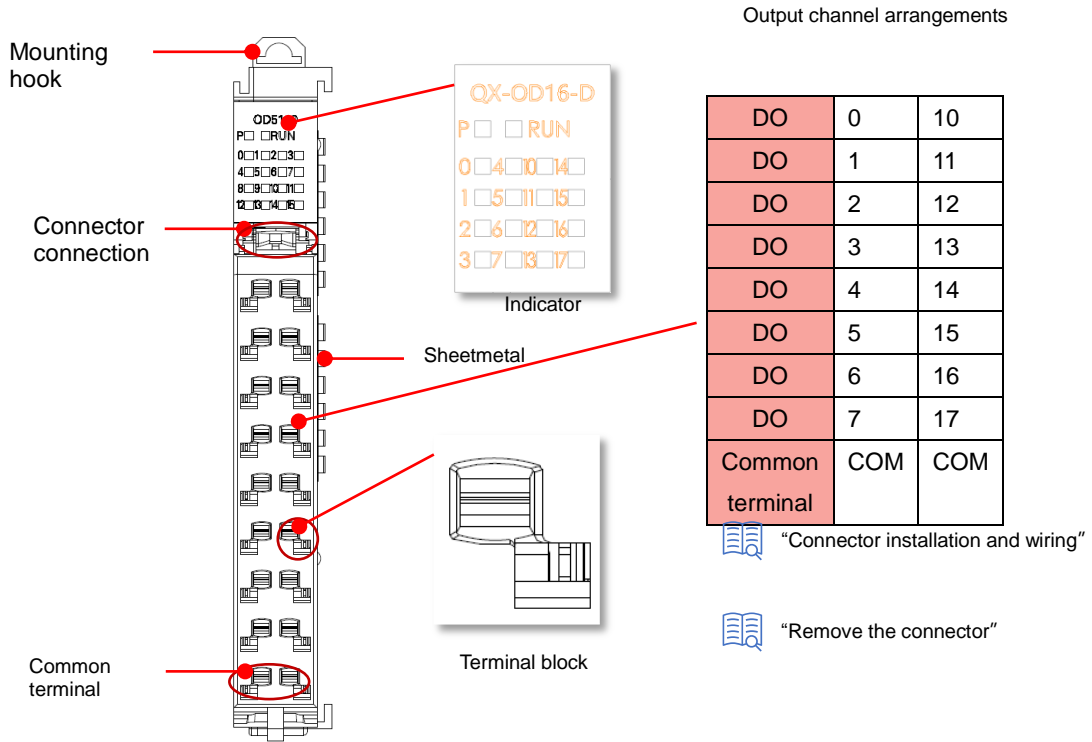 Output channel arrangements
Mounting
hook
QX-OD16-D
P RUN
0 4 10 14
1 5 11 15
2 6 12 16
3 7 13 17
Indicator
P RUN
0 1 2 3
4 5 6 7
8 9 10 11
12 13 14 15
Connector
connection
Sheetmetal
Terminal block
Common
terminal
DO 0 10
DO 1 11
DO 2 12
DO 3 13
DO 4 14
DO 5 15
DO 6 16
DO 7 17
Common COM COM
terminal
“Connector installation and wiring”
“Remove the connector”